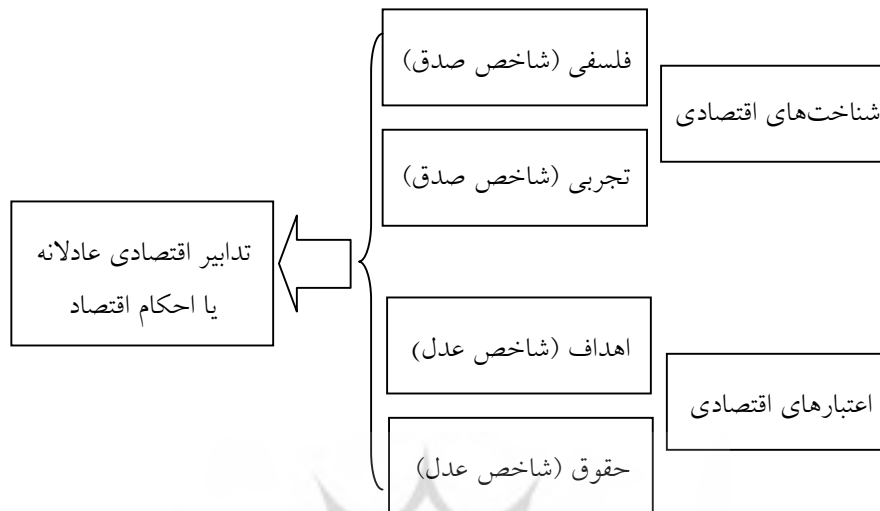 شناخت‌های اقتصادی
فلسفی (شاخص صدق)
تجربی (شاخص صدق)
اعتبارهای اقتصادی
اهداف (شاخص عدل)
حقوق (شاخص عدل)
تدابیر اقتصادی عادلانه
یا احکام اقتصاد